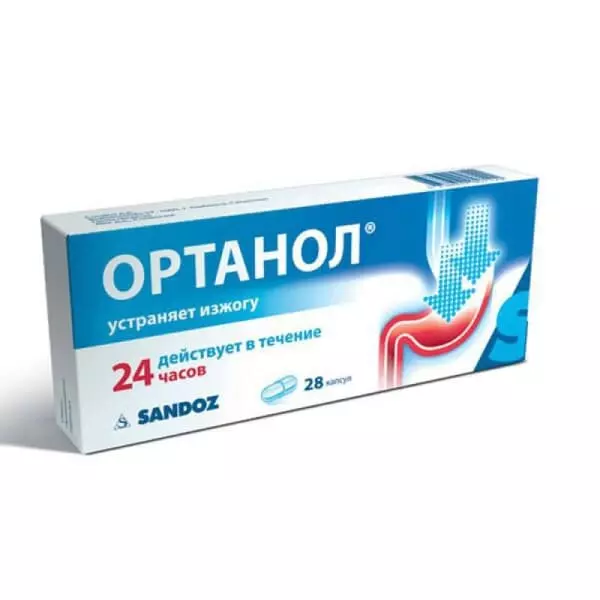 ОРТАНОЛ®
устраняет изжогу
24 действует в течение
часов
SANDOZ
28 капсул
S